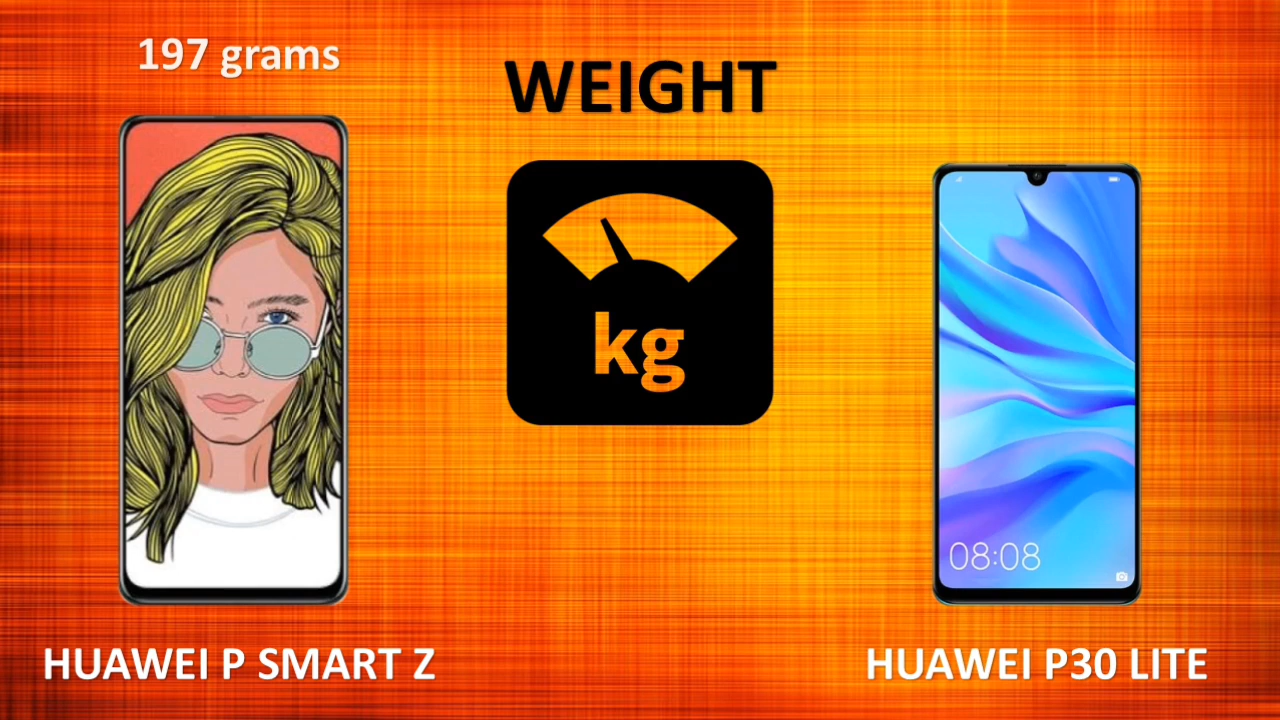 197 grams
WEIGHT
kg
08:08
HUAWEI P SMART Z
HUAWEI P30 LITE